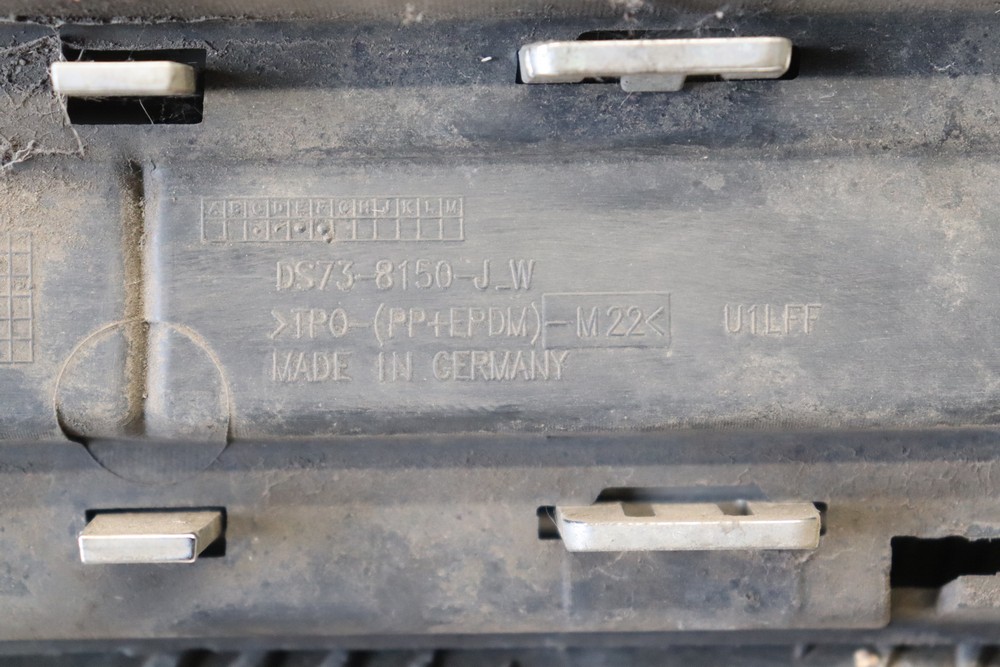 A B C D E F G H J K L M
DS73-8150-J_W
>TPO-(PP+EPDM)-M22< U1LFF
MADE IN GERMANY